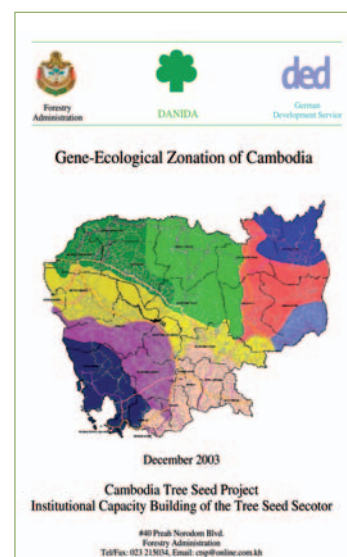 Forestry
Administration
DANIDA
ded
German
Development Service
Gene-Ecological Zonation of Cambodia
December 2003
Cambodia Tree Seed Project
Institutional Capacity Building of the Tree Seed Secotor
#40 Preah Norodom Blvd.
Forestry Administration
Tel/Fax: 023 215034, Email: ctsp@online.com.kh